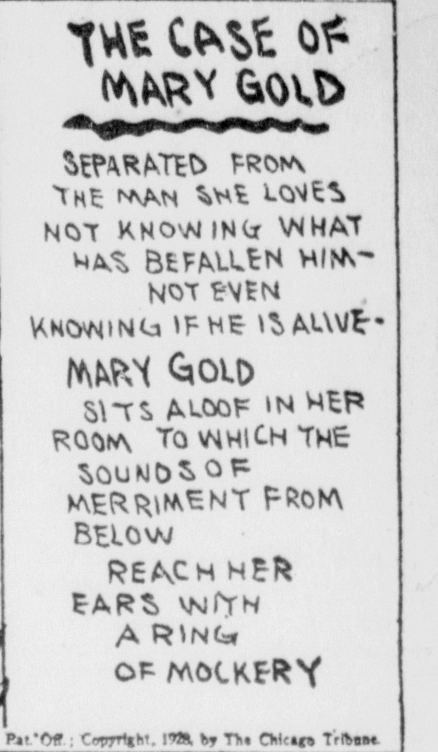 THE CASE OF
MARY GOLD
SEPARATED FROM
THE MAN SHE LOVES
NOT KNOWING WHAT
HAS BEFALLEN HIM-
NOT EVEN
KNOWING IF HE IS ALIVE-
MARY GOLD
SITS ALOOF IN HER
ROOM TO WHICH THE
SOUNDS OF
MERRIMENT FROM
BELOW
REACH HER
EARS WITH
A RING
OF MOCKERY
Pat. Off.; Copyright, 1928, by The Chicago Tribune.